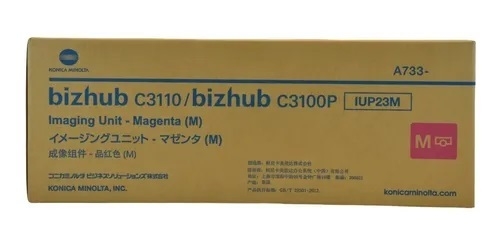 KONICA MINOLTA
A733-
bizhub C3110/bizhub C3100P IUP23M
Imaging Unit - Magenta (M)
イメージングユニット - マゼンタ (M)
成像组件 - 品红色 (M)
M
コニカミノルタ ビジネスソリューションズ株式会社
KONICA MINOLTA, INC.
konicaminolta.com